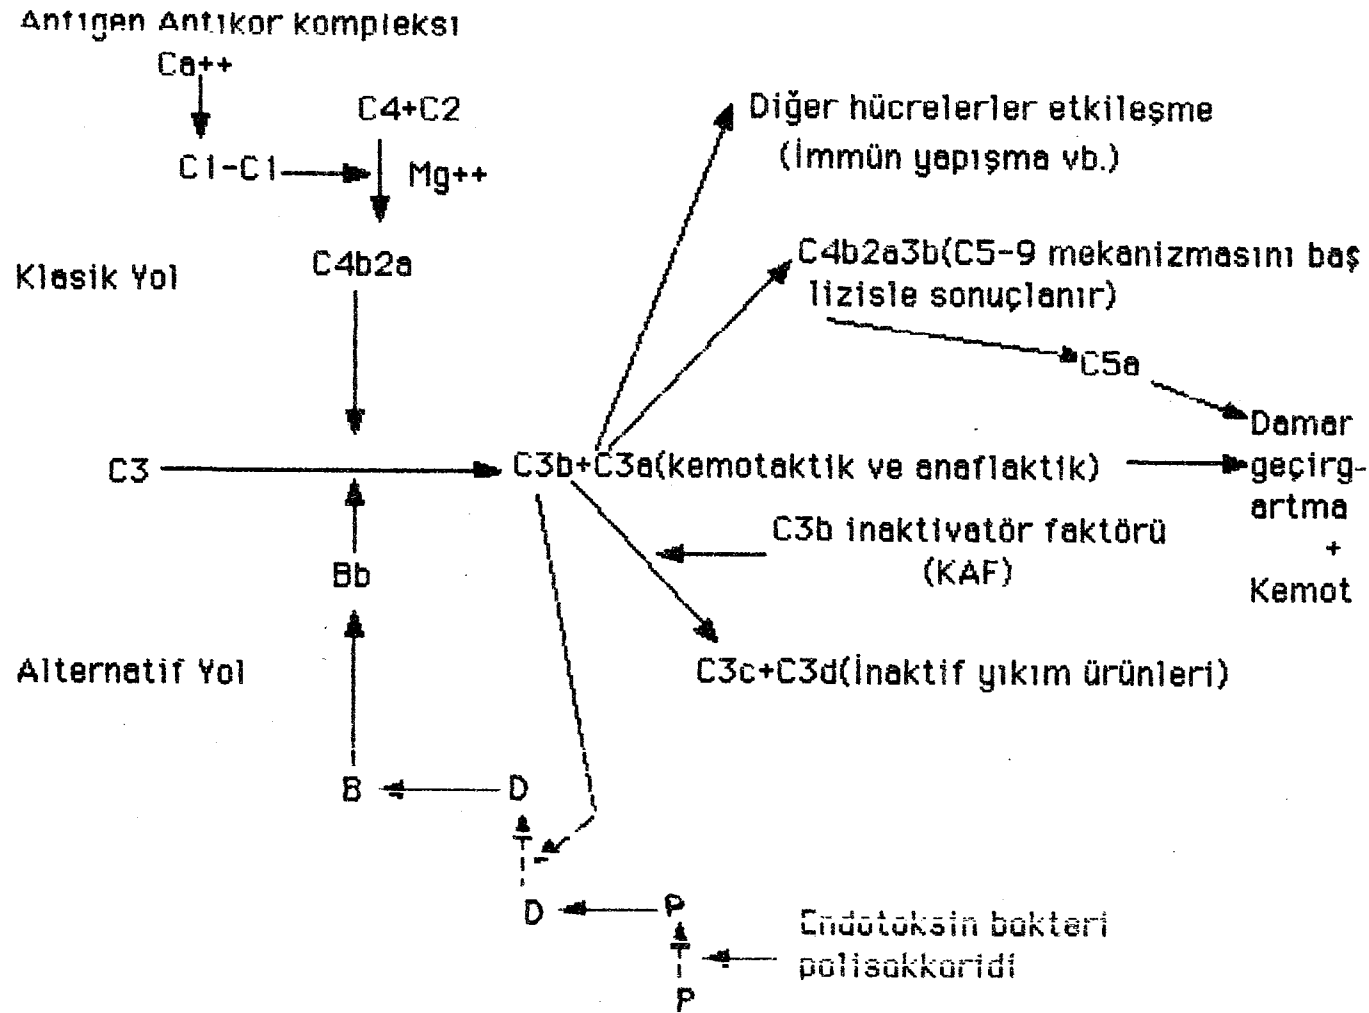 Antigen Antikor kompleksi
Ca++
C4+C2
C1-C1
Mg++
C4b2a
Klasik Yol
Diğer hücrelerler etkileşme
(İmmün yapışma vb.)
C4b2a3b(C5-9 mekanizmasını baş
lizisle sonuçlanır)
C5a
C3
C3b+C3a(kemotaktik ve anaflaktik)
Damar
geçirg-
artma
+
Kemot
C3b inaktivatör faktörü
(KAF)
Bb
Alternatif Yol
C3c+C3d(İnaktif yıkım ürünleri)
B
D
D
P
Endotoksin bakteri
polisakkaridi
P